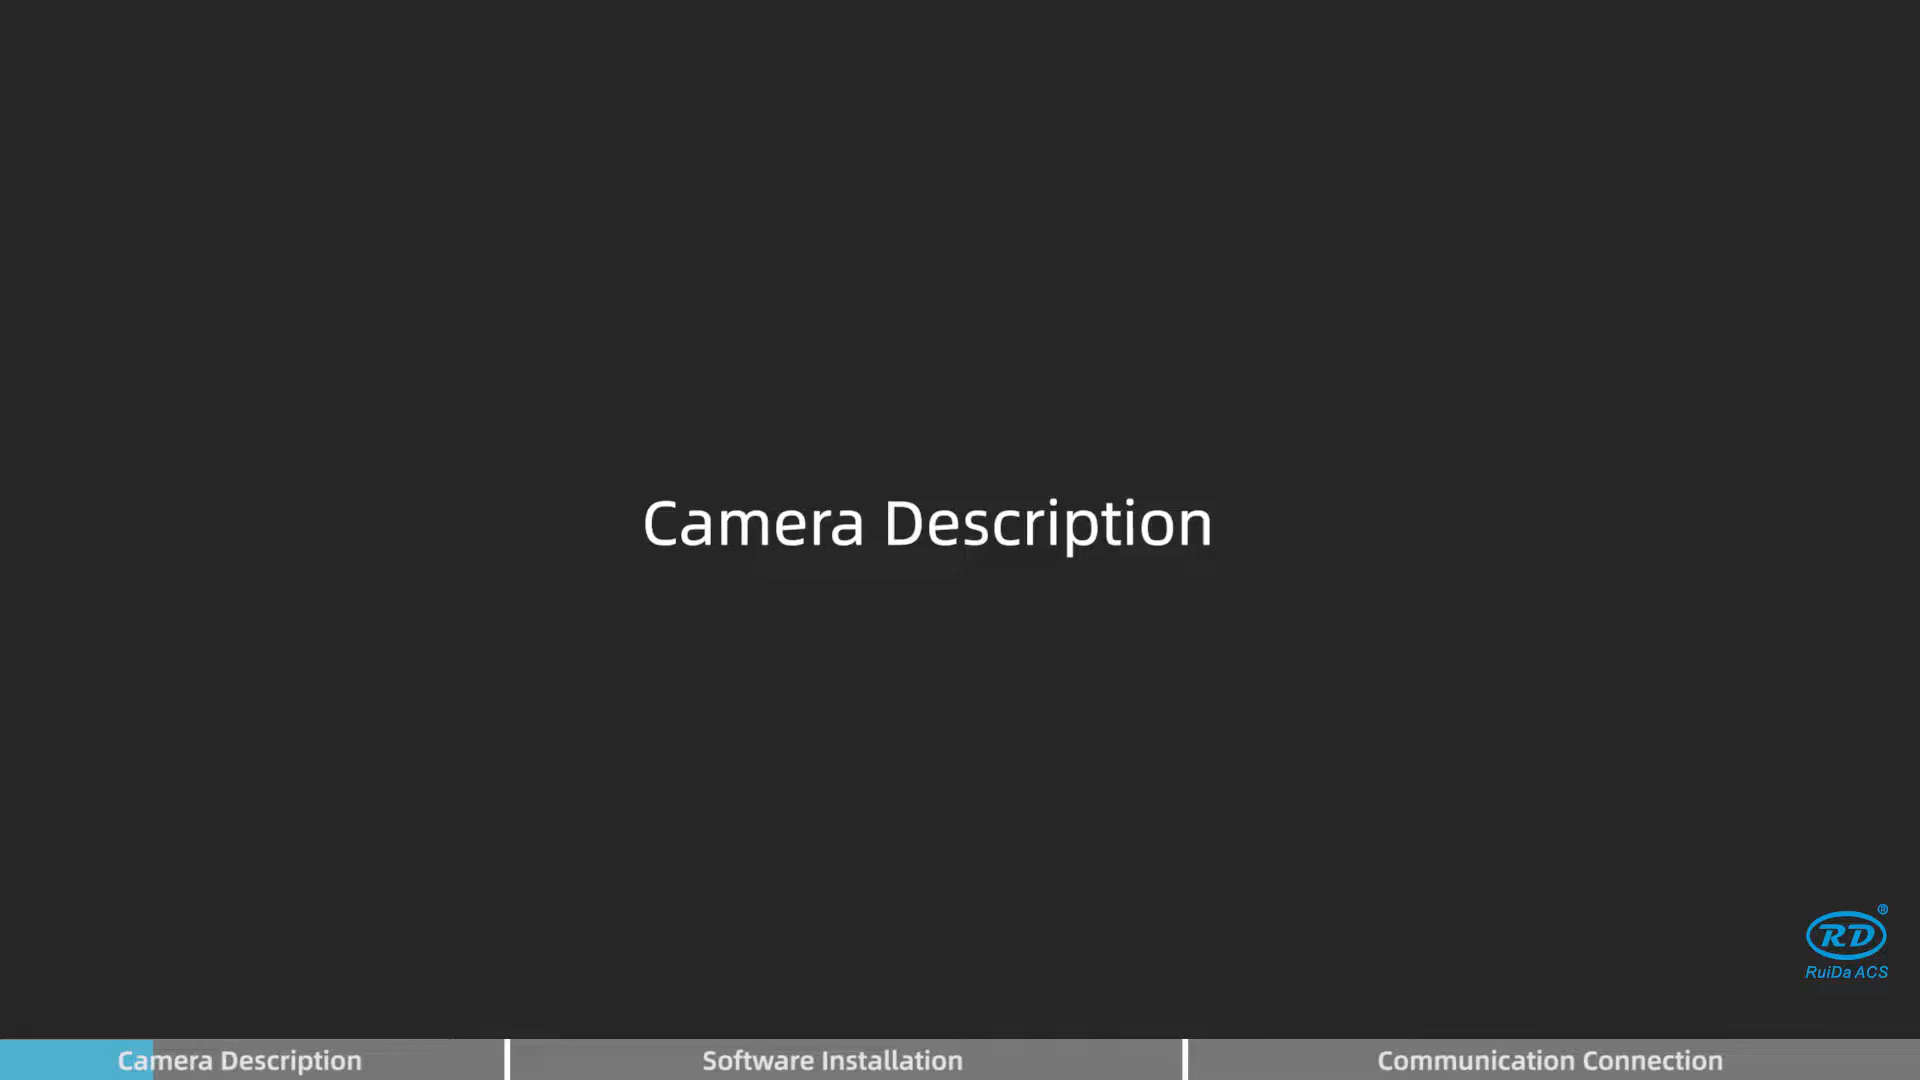 Camera Description
RD®
RuiDa ACS
Camera Description
Software Installation
Communication Connection